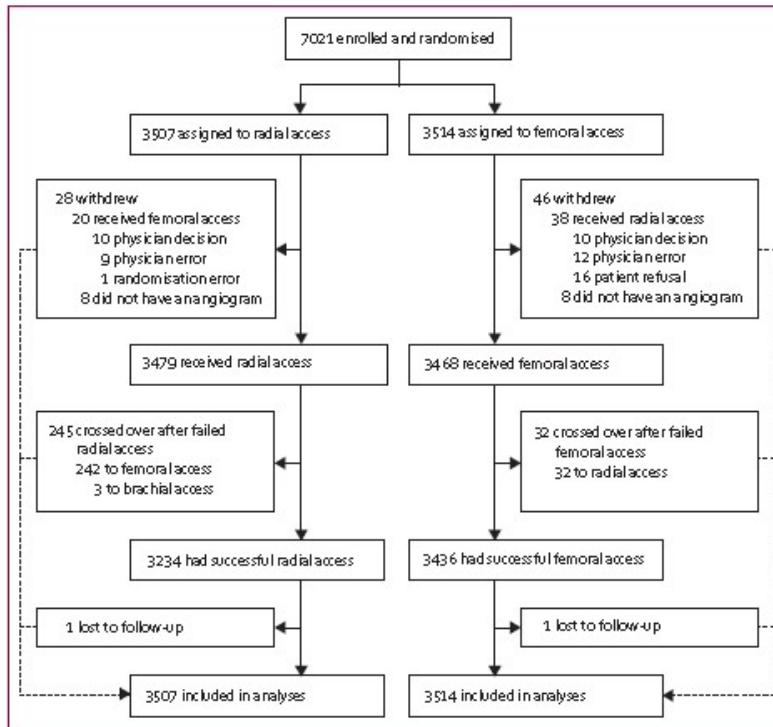 7021 enrolled and randomised
3507 assigned to radial access
3514 assigned to femoral access
28 withdrew
20 received femoral access
10 physician decision
9 physician error
1 randomisation error
8 did not have an angiogram
46 withdrew
38 received radial access
10 physician decision
12 physician error
16 patient refusal
8 did not have an angiogram
3479 received radial access
3468 received femoral access
245 crossed over after failed
radial access
242 to femoral access
3 to brachial access
32 crossed over after failed
femoral access
32 to radial access
3234 had successful radial access
3436 had successful femoral access
1 lost to follow-up
1 lost to follow-up
3507 included in analyses
3514 included in analyses